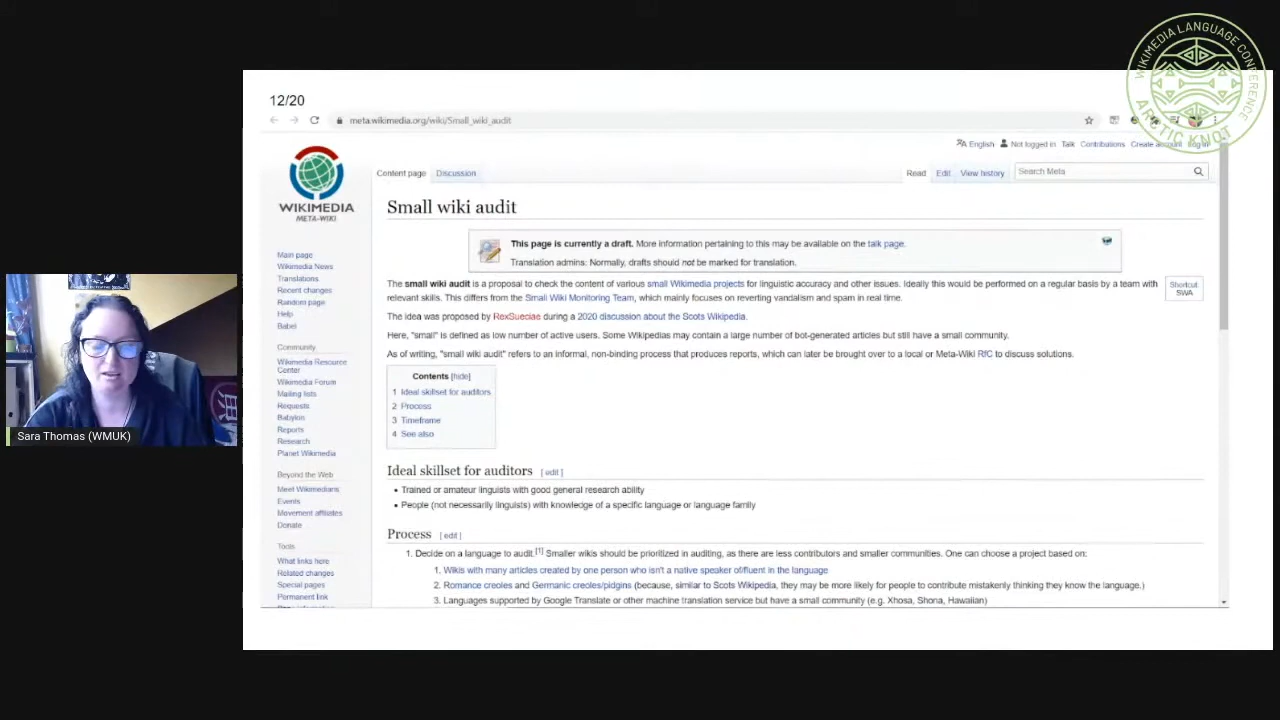 WIKIMEDIA LANGUAGE CONFERENCE
ARCTIC KNOT
12/20
meta.wikimedia.org/wiki/Small_wiki_audit
English Not logged in Talk Contributions Create account Log in
WIKIMEDIA
META-WIKI
Content page Discussion Read Edit View history Search Meta
Small wiki audit
This page is currently a draft. More information pertaining to this may be available on the talk page.
Translation admins: Normally, drafts should not be marked for translation.
The small wiki audit is a proposal to check the content of various small Wikimedia projects for linguistic accuracy and other issues. Ideally this would be performed on a regular basis by a team with
relevant skills. This differs from the Small Wiki Monitoring Team, which mainly focuses on reverting vandalism and spam in real time.
Shortcut:
SWA
The idea was proposed by RexSueciae during a 2020 discussion about the Scots Wikipedia.
Here, "small" is defined as low number of active users. Some Wikipedias may contain a large number of bot-generated articles but still have a small community.
As of writing, "small wiki audit" refers to an informal, non-binding process that produces reports, which can later be brought over to a local or Meta-Wiki RfC to discuss solutions.
Contents [hide]
1 Ideal skillset for auditors
2 Process
3 Timeframe
4 See also
Ideal skillset for auditors [ edit ]
• Trained or amateur linguists with good general research ability
• People (not necessarily linguists) with knowledge of a specific language or language family
Process [ edit ]
1. Decide on a language to audit.[1] Smaller wikis should be prioritized in auditing, as there are less contributors and smaller communities. One can choose a project based on:
1. Wikis with many articles created by one person who isn't a native speaker of/fluent in the language
2. Romance creoles and Germanic creoles/pidgins (because, similar to Scots Wikipedia, they may be more likely for people to contribute mistakenly thinking they know the language.)
3. Languages supported by Google Translate or other machine translation service but have a small community (e.g. Xhosa, Shona, Hawaiian)
Main page
Wikimedia News
Translations
Recent changes
Random page
Help
Babel
Community
Wikimedia Resource
Center
Wikimedia Forum
Mailing lists
Requests
Babylon
Reports
Research
Planet Wikimedia
Beyond the Web
Meet Wikimedians
Events
Movement affiliates
Donate
Tools
What links here
Related changes
Special pages
Permanent link
Sara Thomas (WMUK)